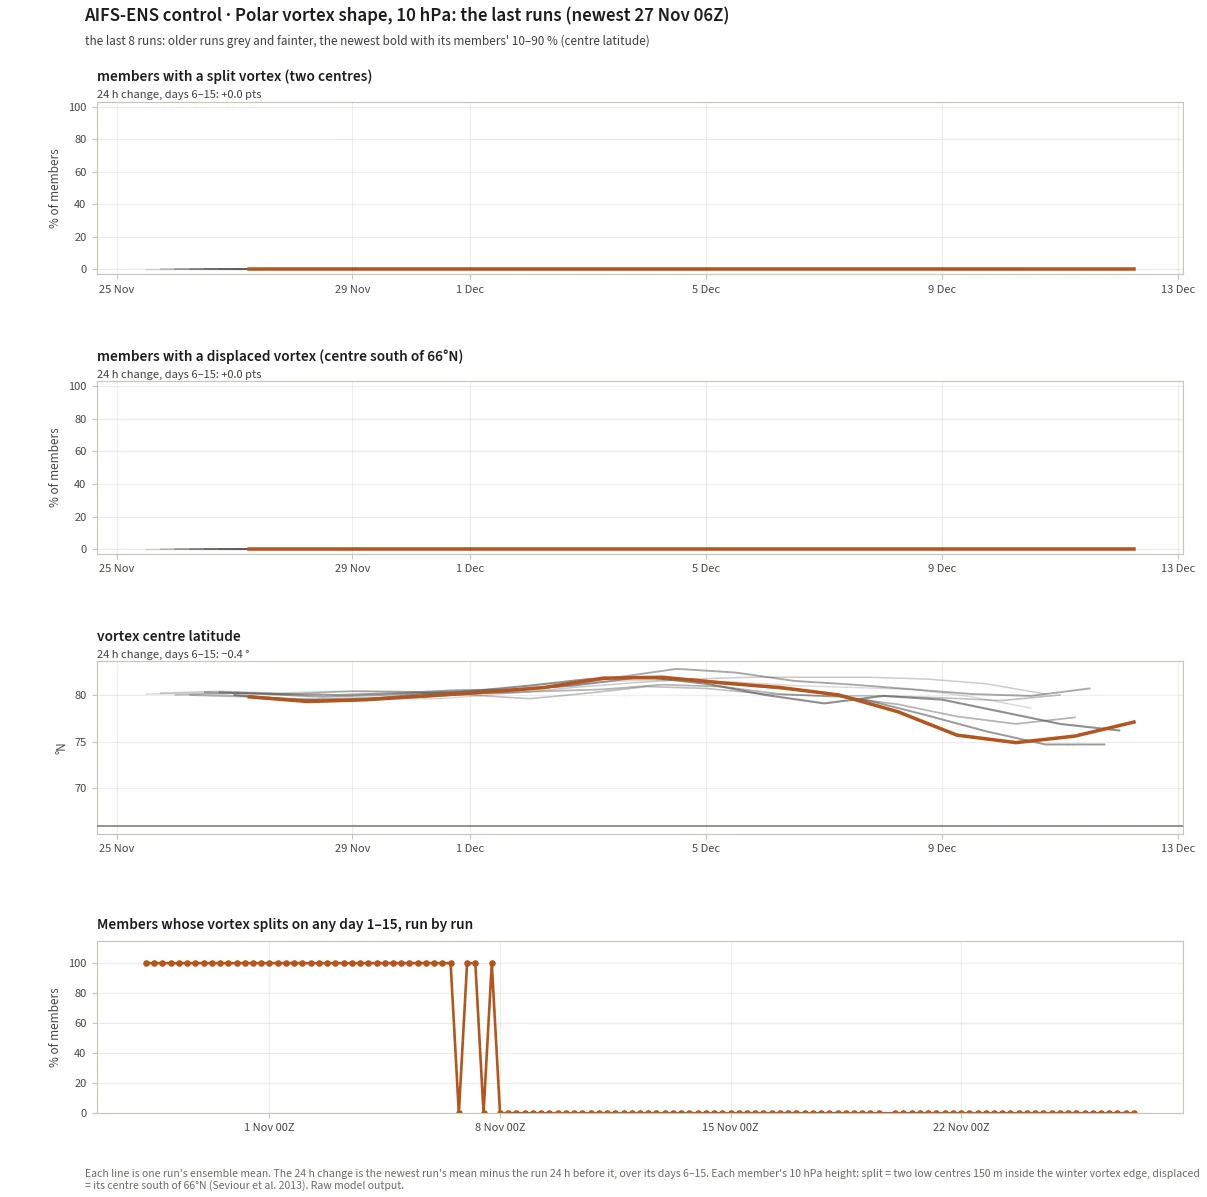 AIFS-ENS control · Polar vortex shape, 10 hPa: the last runs (newest 27 Nov 06Z)
the last 8 runs: older runs grey and fainter, the newest bold with its members' 10–90 % (centre latitude)
members with a split vortex (two centres)
24 h change, days 6–15: +0.0 pts
100
80
60
40
20
0
% of members
25 Nov 29 Nov 1 Dec 5 Dec 9 Dec 13 Dec
members with a displaced vortex (centre south of 66°N)
24 h change, days 6–15: +0.0 pts
100
80
60
40
20
0
% of members
25 Nov 29 Nov 1 Dec 5 Dec 9 Dec 13 Dec
vortex centre latitude
24 h change, days 6–15: −0.4 °
80
75
70
°N
25 Nov 29 Nov 1 Dec 5 Dec 9 Dec 13 Dec
Members whose vortex splits on any day 1–15, run by run
100
80
60
40
20
0
% of members
1 Nov 00Z 8 Nov 00Z 15 Nov 00Z 22 Nov 00Z
Each line is one run's ensemble mean. The 24 h change is the newest run's mean minus the run 24 h before it, over its days 6–15. Each member's 10 hPa height: split = two low centres 150 m inside the winter vortex edge, displaced
= its centre south of 66°N (Seviour et al. 2013). Raw model output.